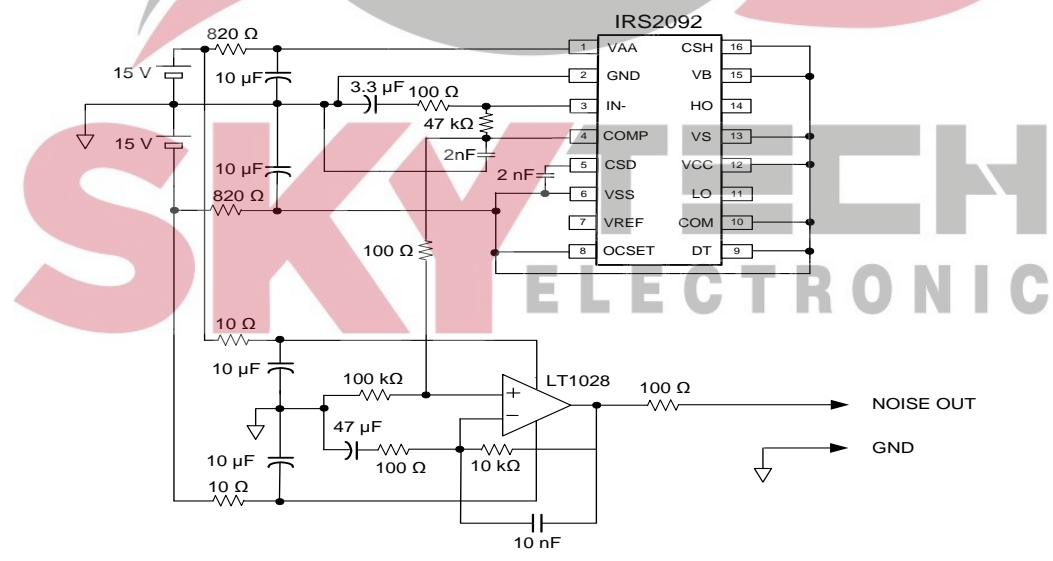 IRS2092
820 Ω
1 VAA CSH 16
15 V
10 µF
2 GND VB 15
3.3 µF 100 Ω
3 IN- HO 14
47 kΩ
15 V
4 COMP VS 13
2nF
10 µF
2 nF
5 CSD VCC 12
820 Ω
6 VSS LO 11
7 VREF COM 10
100 Ω
8 OCSET DT 9
SKYTECH
ELECTRONIC
10 Ω
10 µF
100 kΩ
LT1028
+
−
100 Ω
NOISE OUT
47 µF
GND
10 µF
100 Ω
10 kΩ
10 Ω
10 nF